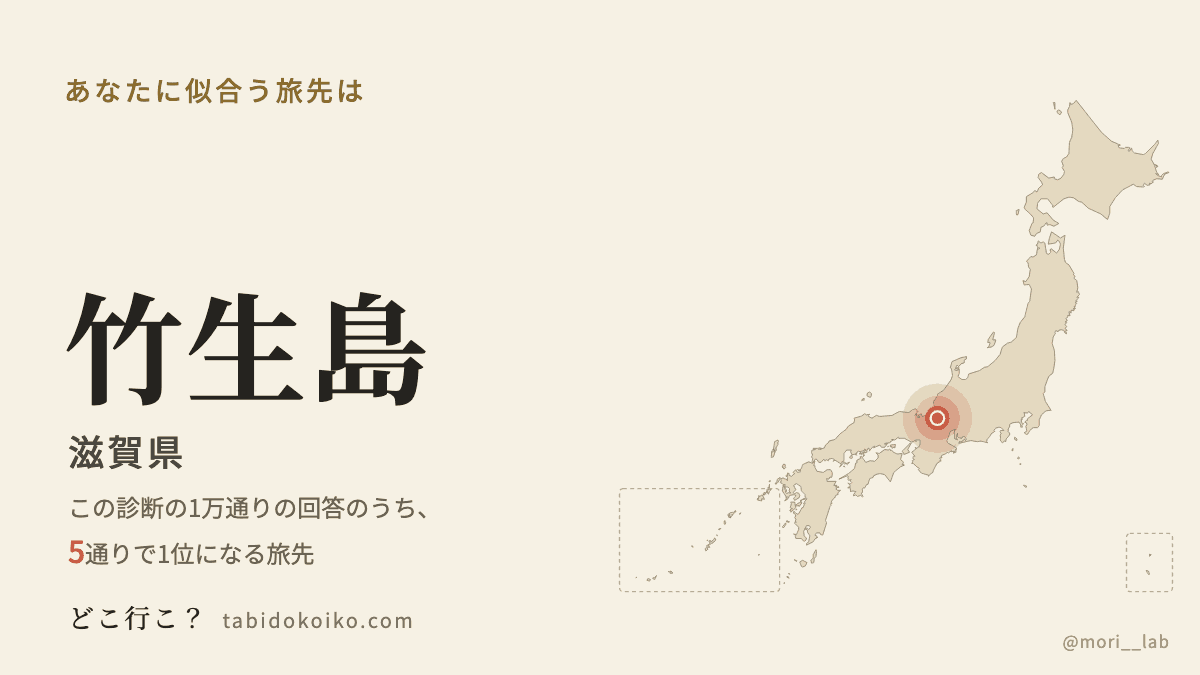 あなたに似合う旅先は
竹生島
滋賀県
この診断の1万通りの回答のうち、
5通りで1位になる旅先
どこ行こ？ tabidokoiko.com
@mori__lab